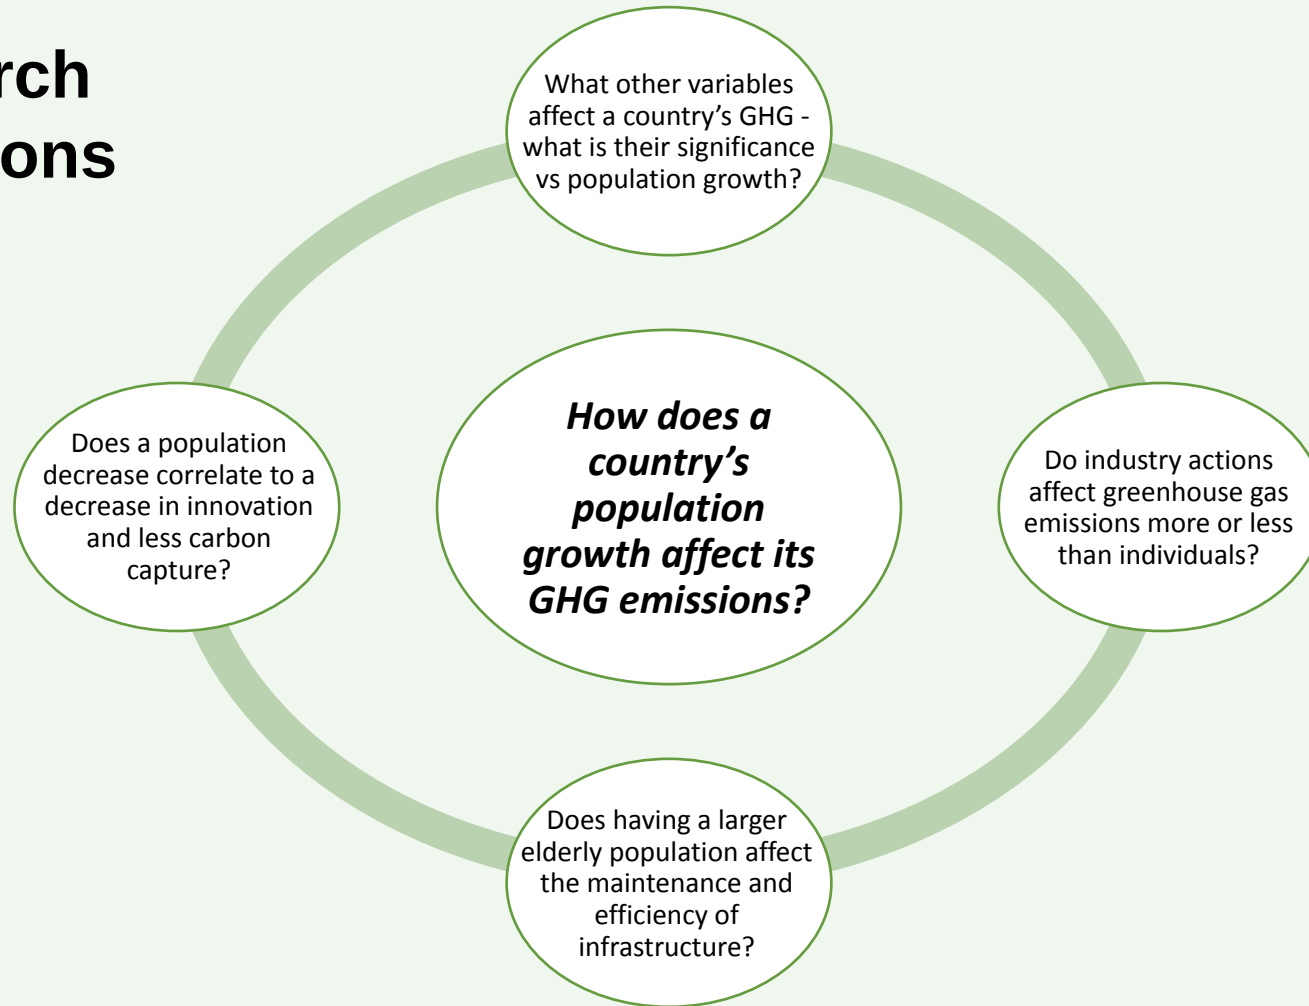 rch
ons
What other variables
affect a country’s GHG -
what is their significance
vs population growth?
Does a population
decrease correlate to a
decrease in innovation
and less carbon
capture?
How does a
country’s
population
growth affect its
GHG emissions?
Do industry actions
affect greenhouse gas
emissions more or less
than individuals?
Does having a larger
elderly population affect
the maintenance and
efficiency of
infrastructure?